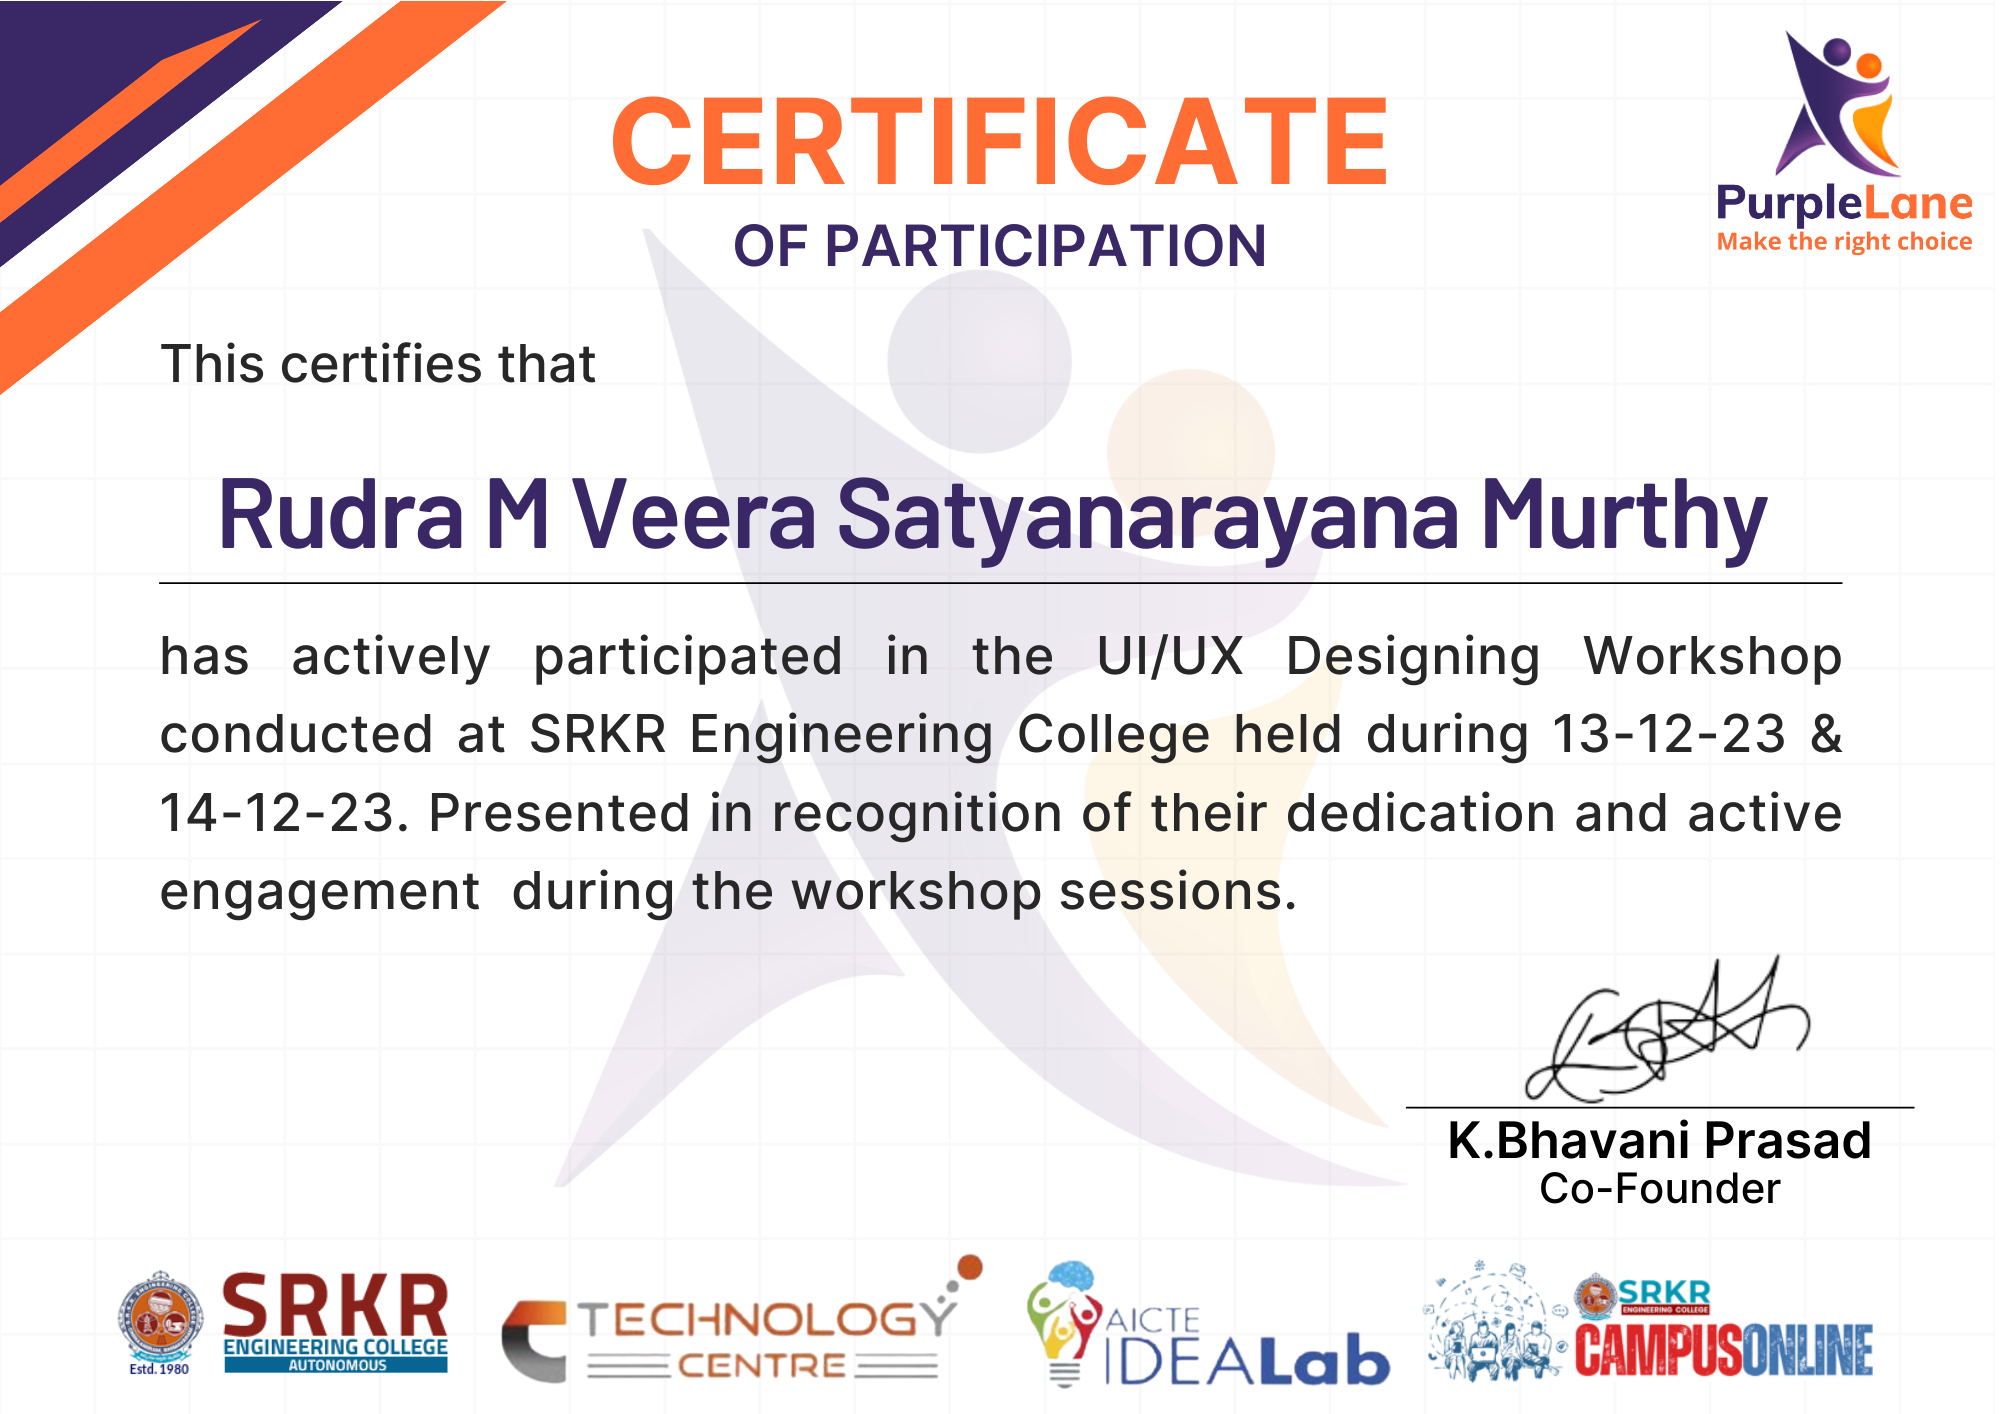 CERTIFICATE
OF PARTICIPATION
PurpleLane
Make the right choice
This certifies that
Rudra M Veera Satyanarayana Murthy
has actively participated in the UI/UX Designing Workshop
conducted at SRKR Engineering College held during 13-12-23 &
14-12-23. Presented in recognition of their dedication and active
engagement during the workshop sessions.
K.Bhavani Prasad
Co-Founder
Estd. 1980
SRKR
ENGINEERING COLLEGE
AUTONOMOUS
TECHNOLOGY
CENTRE
AICTE
IDEALab
SRKR
ENGINEERING COLLEGE
CAMPUSONLINE